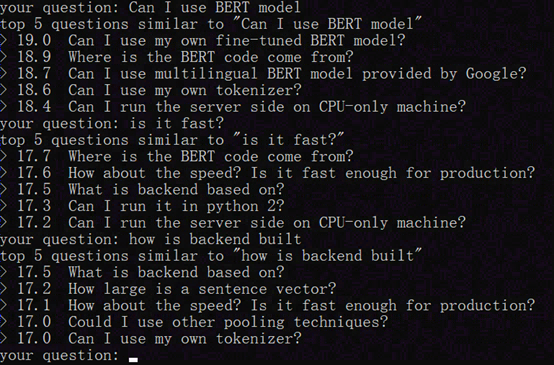 your question: Can I use BERT model
top 5 questions similar to "Can I use BERT model"
> 19.0 Can I use my own fine-tuned BERT model?
> 18.9 Where is the BERT code come from?
> 18.7 Can I use multilingual BERT model provided by Google?
> 18.6 Can I use my own tokenizer?
> 18.4 Can I run the server side on CPU-only machine?
your question: is it fast?
top 5 questions similar to "is it fast?"
> 17.7 Where is the BERT code come from?
> 17.6 How about the speed? Is it fast enough for production?
> 17.5 What is backend based on?
> 17.3 Can I run it in python 2?
> 17.2 Can I run the server side on CPU-only machine?
your question: how is backend built
top 5 questions similar to "how is backend built"
> 17.5 What is backend based on?
> 17.2 How large is a sentence vector?
> 17.1 How about the speed? Is it fast enough for production?
> 17.0 Could I use other pooling techniques?
> 17.0 Can I use my own tokenizer?
your question: